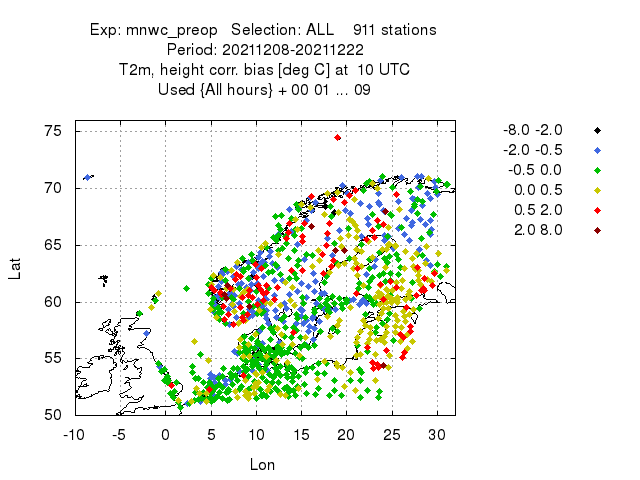 Exp: mnwc_preop   Selection: ALL    911 stations
Period: 20211208-20211222
T2m, height corr. bias [deg C] at  10 UTC
Used {All hours} + 00 01 ... 09
-8.0 -2.0
-2.0 -0.5
-0.5 0.0
0.0 0.5
0.5 2.0
2.0 8.0
75
70
65
60
55
50
Lat
-10 -5 0 5 10 15 20 25 30
Lon